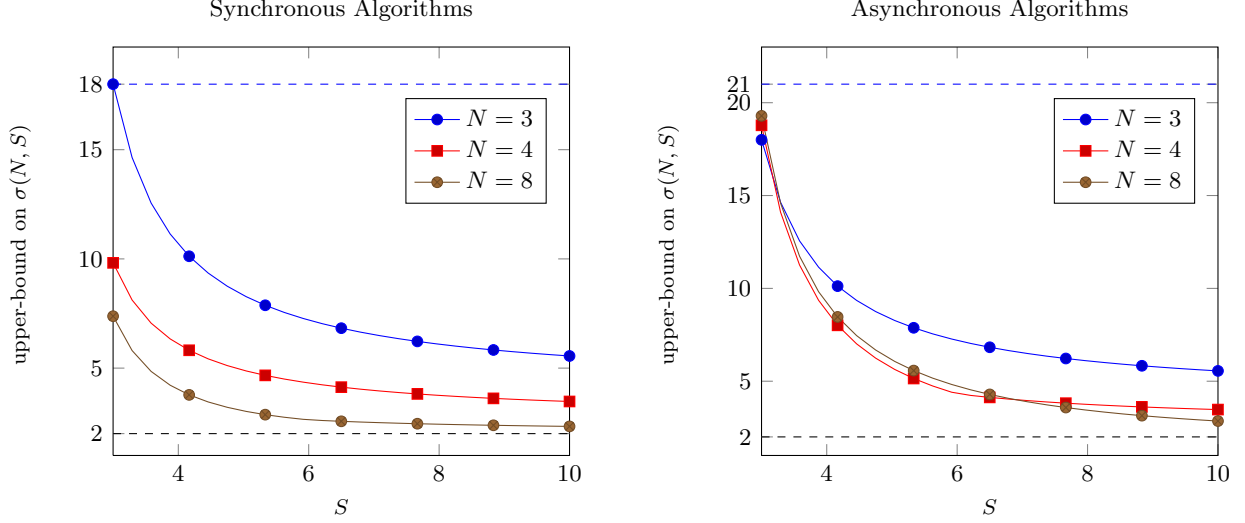 Synchronous Algorithms
upper-bound on σ(N, S)
18
15
10
5
2
4
6
8
10
S
N = 3
N = 4
N = 8
Asynchronous Algorithms
upper-bound on σ(N, S)
21
20
15
10
5
2
4
6
8
10
S
N = 3
N = 4
N = 8